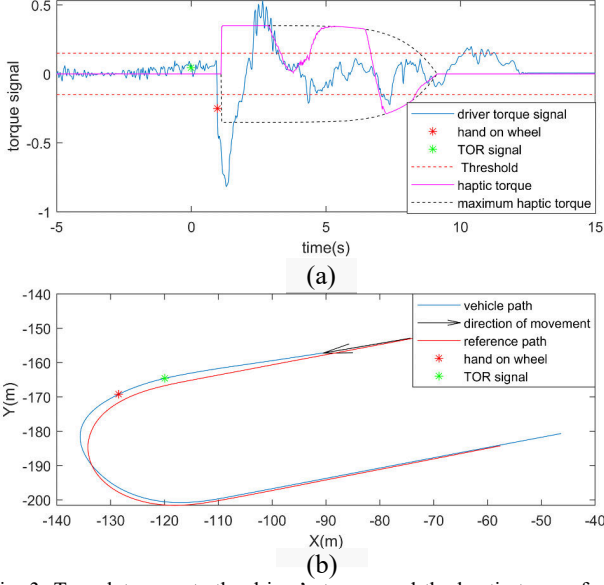 0.5
0
-0.5
-1
torque signal
-5
0
5
10
15
time(s)
driver torque signal
hand on wheel
TOR signal
Threshold
haptic torque
maximum haptic torque
(a)
-140
-150
-160
-170
-180
-190
-200
Y(m)
-140
-130
-120
-110
-100
-90
-80
-70
-60
-50
-40
X(m)
vehicle path
direction of movement
reference path
hand on wheel
TOR signal
(b)